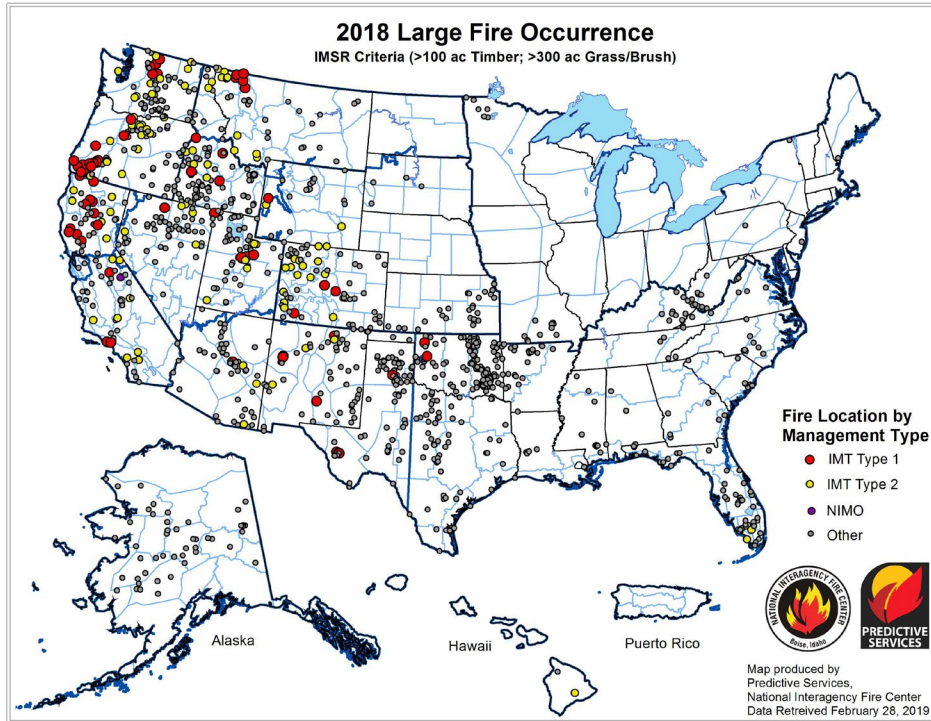 2018 Large Fire Occurrence
IMSR Criteria (>100 ac Timber; >300 ac Grass/Brush)
Fire Location by
Management Type
IMT Type 1
IMT Type 2
NIMO
Other
Alaska
Hawaii
Puerto Rico
NATIONAL INTERAGENCY FIRE CENTER
Boise, Idaho
PREDICTIVE
SERVICES
Map produced by
Predictive Services,
National Interagency Fire Center
Data Retreived February 28, 2019